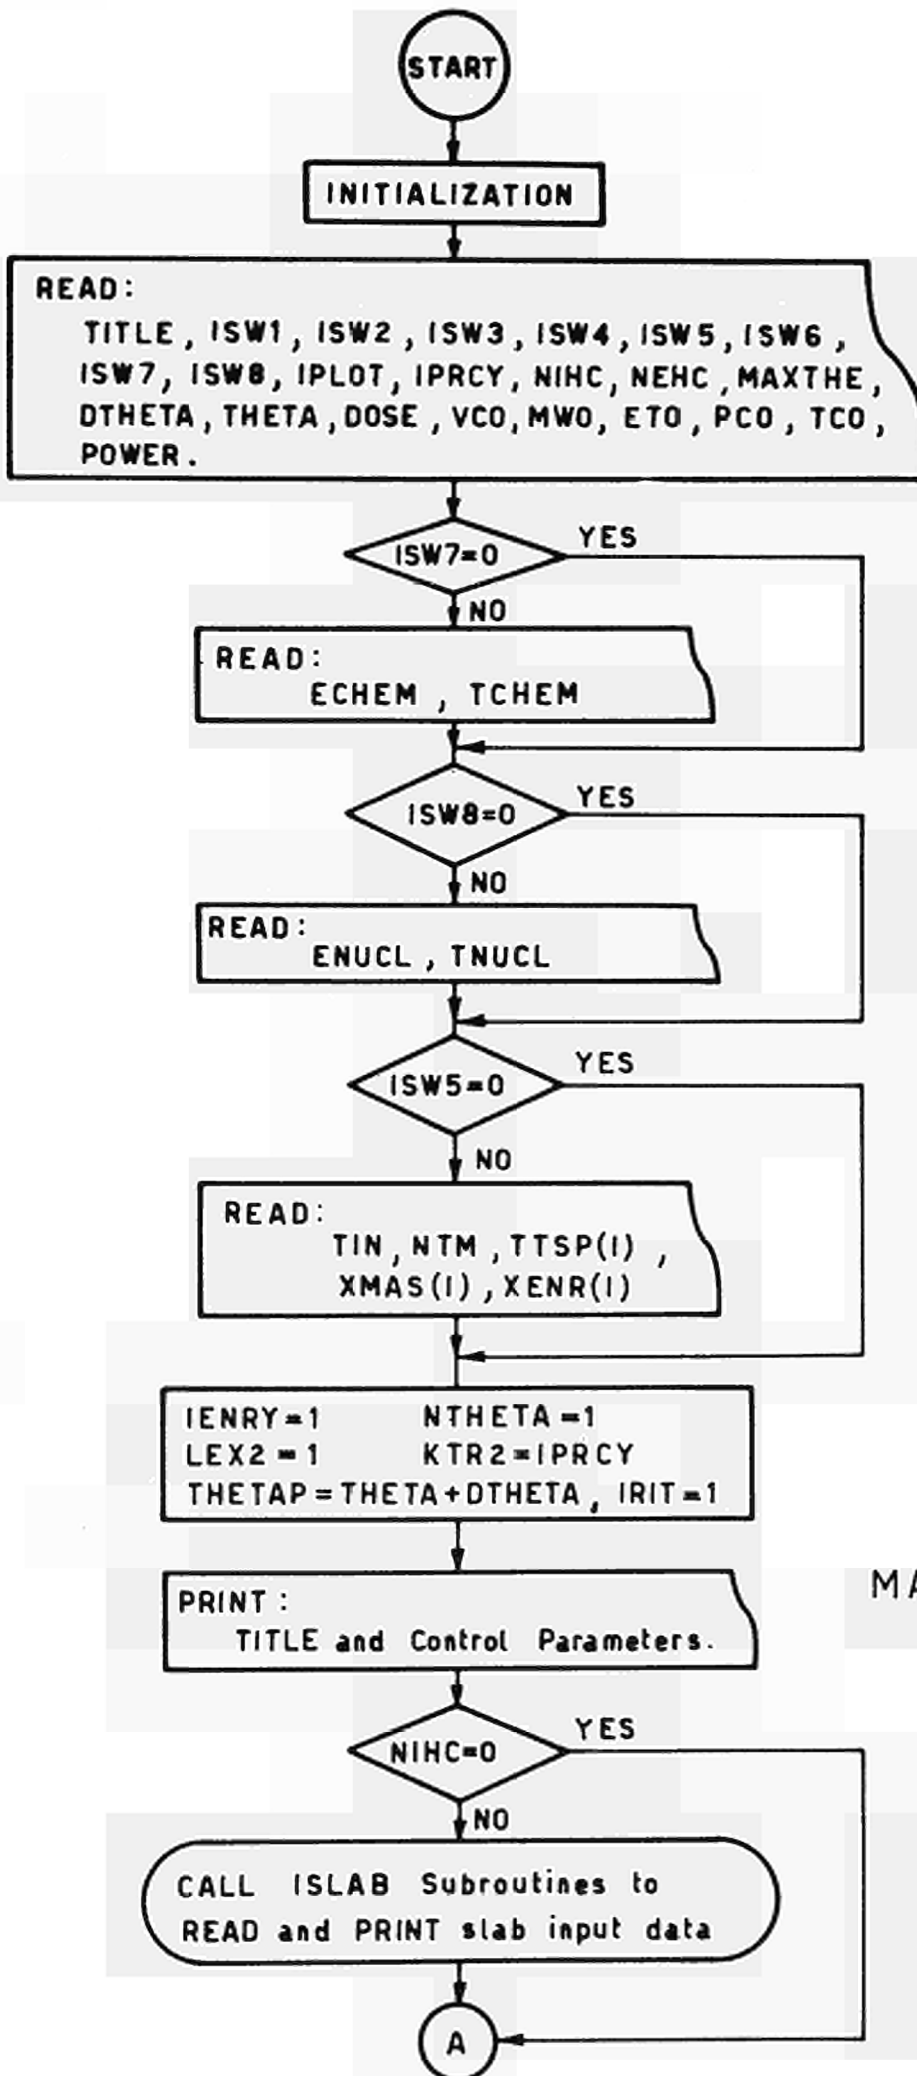 START
INITIALIZATION
READ:
TITLE, ISW1, ISW2, ISW3, ISW4, ISW5, ISW6,
ISW7, ISW8, IPLOT, IPRCY, NIHC, NEHC, MAXTHE,
DTHETA, THETA, DOSE, VCO, MWO, ETO, PCO, TCO,
POWER.
ISW7=0
YES
NO
READ:
ECHEM, TCHEM
ISW8=0
YES
NO
READ:
ENUCL, TNUCL
ISW5=0
YES
NO
READ:
TIN, NTM, TTSP(I),
XMAS(I), XENR(I)
IENRY=1 NTHETA=1
LEX2=1 KTR2=IPRCY
THETAP=THETA+DTHETA, IRIT=1
MA
PRINT:
TITLE and Control Parameters.
NIHC=0
YES
NO
CALL ISLAB Subroutines to
READ and PRINT slab input data
A